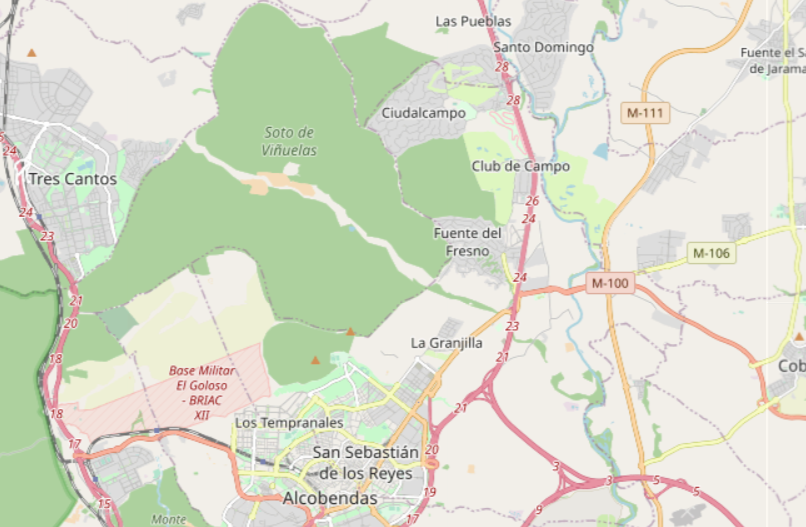 Las Pueblas
Santo Domingo
Fuente el Sa
de Jarama
28
28
M-111
Ciudalcampo
Soto de
Viñuelas
24
Tres Cantos
Club de Campo
26
24
24
23
Fuente del
Fresno
M-106
24
M-100
21
20
23
La Granjilla
21
18
Cob
Base Militar
El Goloso
- BRIAC
XII
18
21
Los Tempranales
17
20
San Sebastián
de los Reyes
3
3
5
5
15
Alcobendas
19
9
Monte
17